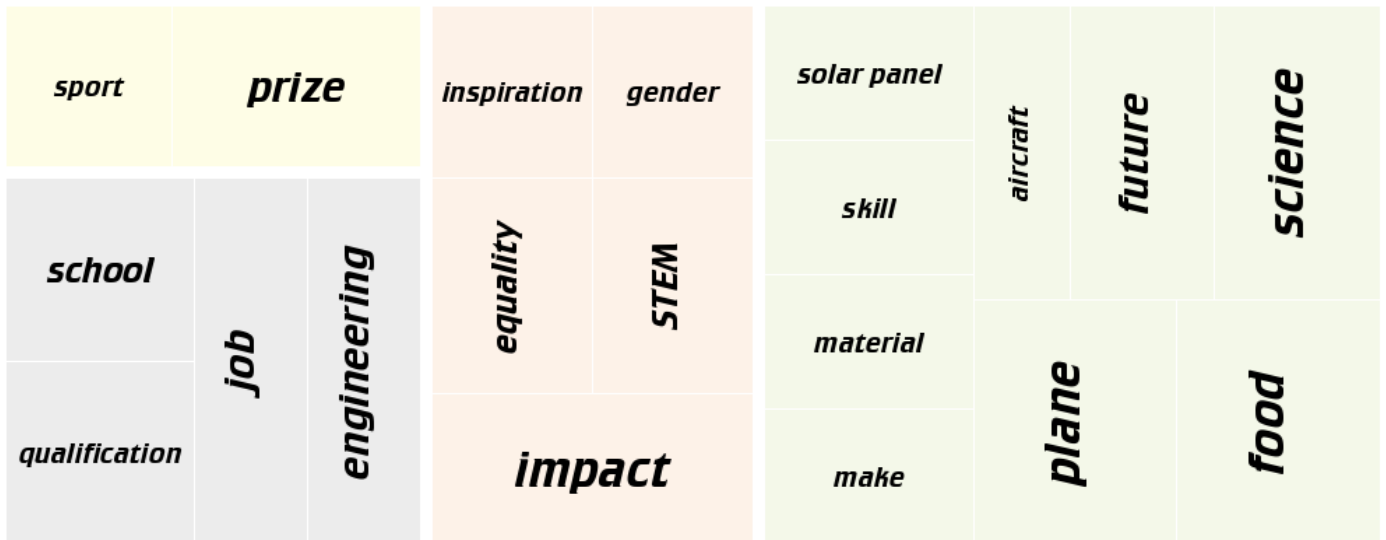 sport
prize
school
qualification
job
engineering
inspiration
gender
equality
STEM
impact
solar panel
skill
material
make
aircraft
future
science
plane
food